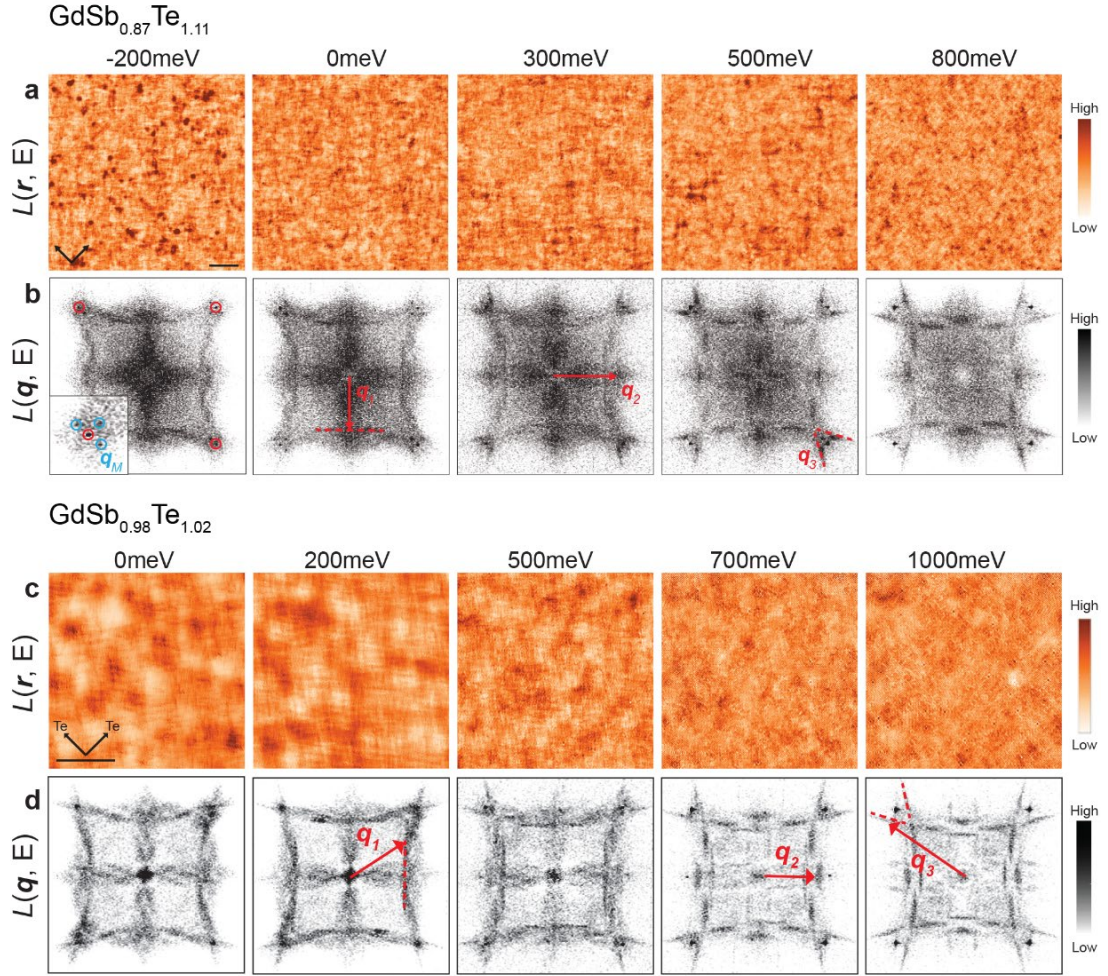 GdSb0.87Te1.11
-200meV 0meV 300meV 500meV 800meV
a
L(r, E)
High
Low
b
L(q, E)
qM
q1
q2
q3
High
Low
GdSb0.98Te1.02
0meV 200meV 500meV 700meV 1000meV
c
L(r, E)
Te Te
High
Low
d
L(q, E)
q1
q2
q3
High
Low